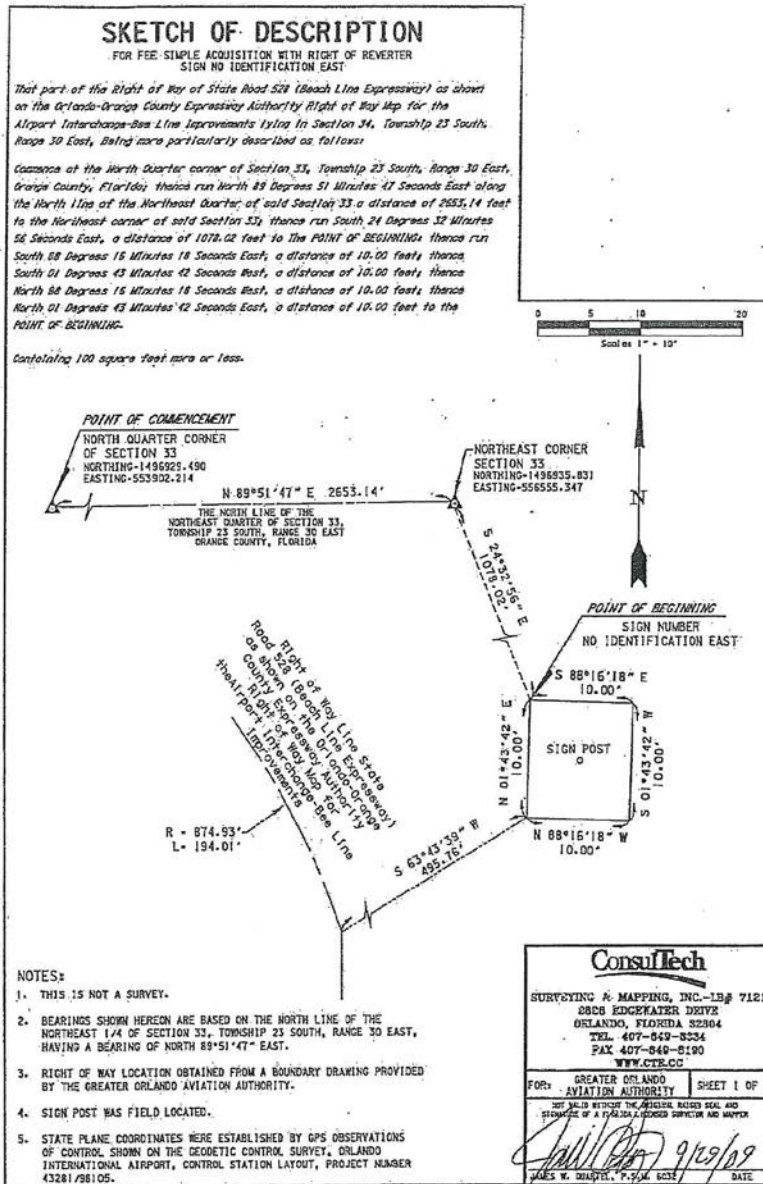 SKETCH OF DESCRIPTION
FOR FEE SIMPLE ACQUISITION WITH RIGHT OF REVERTER
SIGN NO IDENTIFICATION EAST
That part of the Right of Way of State Road 528 (Beach Line Expressway) as shown
on the Orlando-Orange County Expressway Authority Right of Way Map for the
Airport Interchange-Bee Line Improvements lying in Section 34, Township 23 South,
Range 30 East, Being more particularly described as follows:
Commence at the North Quarter corner of Section 33, Township 23 South, Range 30 East,
Orange County, Florida; thence run North 89 Degrees 51 Minutes 47 Seconds East along
the North line of the Northeast Quarter of said Section 33 a distance of 2653.14 feet
to the Northeast corner of said Section 33; thence run South 24 Degrees 32 Minutes
56 Seconds East, a distance of 1078.02 feet to The POINT OF BEGINNING; thence run
South 88 Degrees 16 Minutes 18 Seconds East, a distance of 10.00 feet; thence
South 01 Degrees 43 Minutes 42 Seconds West, a distance of 10.00 feet; thence
North 88 Degrees 16 Minutes 18 Seconds West, a distance of 10.00 feet; thence
North 01 Degrees 43 Minutes 42 Seconds East, a distance of 10.00 feet to the
POINT OF BEGINNING.
Containing 100 square feet more or less.
0 5 10 20
Scale: 1" = 10'
POINT OF COMMENCEMENT
NORTH QUARTER CORNER
OF SECTION 33
NORTHING-1496929.490
EASTING-553902.214
NORTHEAST CORNER
SECTION 33
NORTHING-1496935.831
EASTING-556555.347
N 89°51'47" E 2653.14'
THE NORTH LINE OF THE
NORTHEAST QUARTER OF SECTION 33,
TOWNSHIP 23 SOUTH, RANGE 30 EAST
ORANGE COUNTY, FLORIDA
N
S 24°32'56" E
1078.02'
POINT OF BEGINNING
SIGN NUMBER
NO IDENTIFICATION EAST
S 88°16'18" E
10.00'
N 01°43'42" E
10.00'
SIGN POST
S 01°43'42" W
10.00'
N 88°16'18" W
10.00'
Right of Way Line State
Road 528 (Beach Line Expressway)
as shown on the Orlando-Orange
County Expressway Authority
Right of Way Map for
the Airport Interchange-Bee Line
Improvements
R = 874.93'
L= 194.01'
S 63°43'39" W
495.76'
NOTES:
1. THIS IS NOT A SURVEY.
2. BEARINGS SHOWN HEREON ARE BASED ON THE NORTH LINE OF THE
NORTHEAST 1/4 OF SECTION 33, TOWNSHIP 23 SOUTH, RANGE 30 EAST,
HAVING A BEARING OF NORTH 89°51'47" EAST.
3. RIGHT OF WAY LOCATION OBTAINED FROM A BOUNDARY DRAWING PROVIDED
BY THE GREATER ORLANDO AVIATION AUTHORITY.
4. SIGN POST WAS FIELD LOCATED.
5. STATE PLANE COORDINATES WERE ESTABLISHED BY GPS OBSERVATIONS
OF CONTROL SHOWN ON THE GEODETIC CONTROL SURVEY, ORLANDO
INTERNATIONAL AIRPORT, CONTROL STATION LAYOUT, PROJECT NUMBER
43281/98105.
ConsulTech
SURVEYING & MAPPING, INC.-LB# 7121
2828 EDGEWATER DRIVE
ORLANDO, FLORIDA 32804
TEL. 407-649-8334
FAX 407-649-8190
WWW.CTE.CC
FOR: GREATER ORLANDO
AVIATION AUTHORITY
SHEET 1 OF
NOT VALID WITHOUT THE ORIGINAL RAISED SEAL AND
SIGNATURE OF A FLORIDA LICENSED SURVEYOR AND MAPPER
9/29/09
JAMES W. P.S.M. 6032 DATE